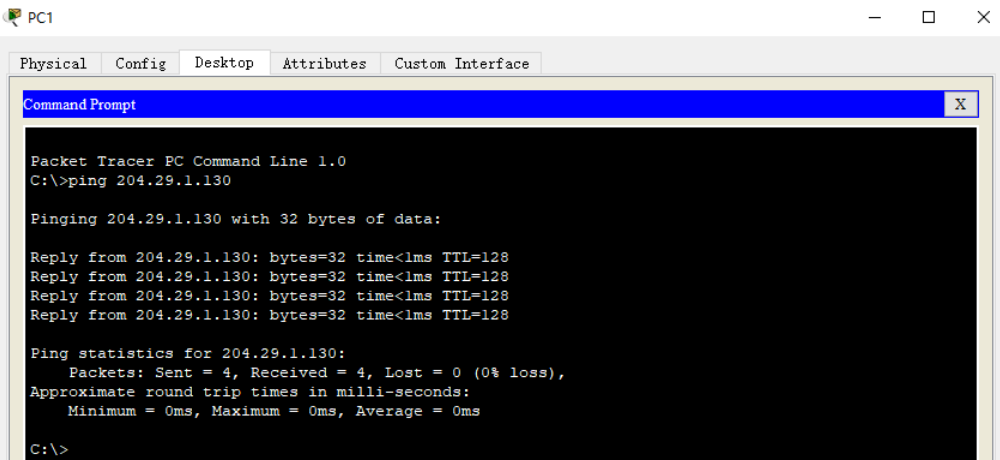 PC1
Physical Config Desktop Attributes Custom Interface
Command Prompt X
Packet Tracer PC Command Line 1.0
C:\>ping 204.29.1.130
Pinging 204.29.1.130 with 32 bytes of data:
Reply from 204.29.1.130: bytes=32 time<1ms TTL=128
Reply from 204.29.1.130: bytes=32 time<1ms TTL=128
Reply from 204.29.1.130: bytes=32 time<1ms TTL=128
Reply from 204.29.1.130: bytes=32 time<1ms TTL=128
Ping statistics for 204.29.1.130:
    Packets: Sent = 4, Received = 4, Lost = 0 (0% loss),
Approximate round trip times in milli-seconds:
    Minimum = 0ms, Maximum = 0ms, Average = 0ms
C:\>